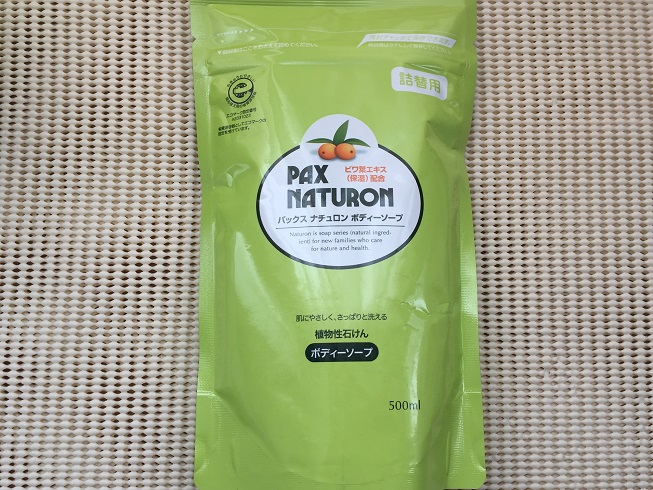 詰替用
ビワ葉エキス
(保湿)配合
PAX
NATURON
パックス ナチュロン ボディーソープ
Naturon is soap series (natural ingred-
ient) for new families who care
for nature and health.
肌にやさしく、さっぱりと洗える
植物性石けん
ボディーソープ
500ml